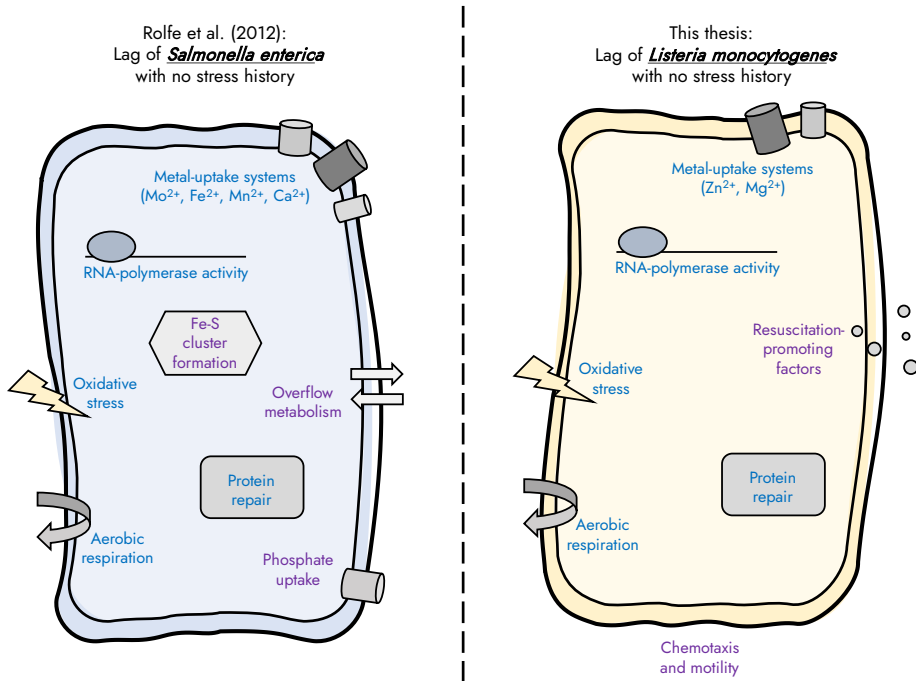 Rolfe et al. (2012):
Lag of Salmonella enterica
with no stress history
Metal-uptake systems
(Mo²⁺, Fe²⁺, Mn²⁺, Ca²⁺)
RNA-polymerase activity
Fe-S
cluster
formation
Oxidative
stress
Overflow
metabolism
Protein
repair
Aerobic
respiration
Phosphate
uptake
This thesis:
Lag of Listeria monocytogenes
with no stress history
Metal-uptake systems
(Zn²⁺, Mg²⁺)
RNA-polymerase activity
Resuscitation-
promoting
factors
Oxidative
stress
Protein
repair
Aerobic
respiration
Chemotaxis
and motility